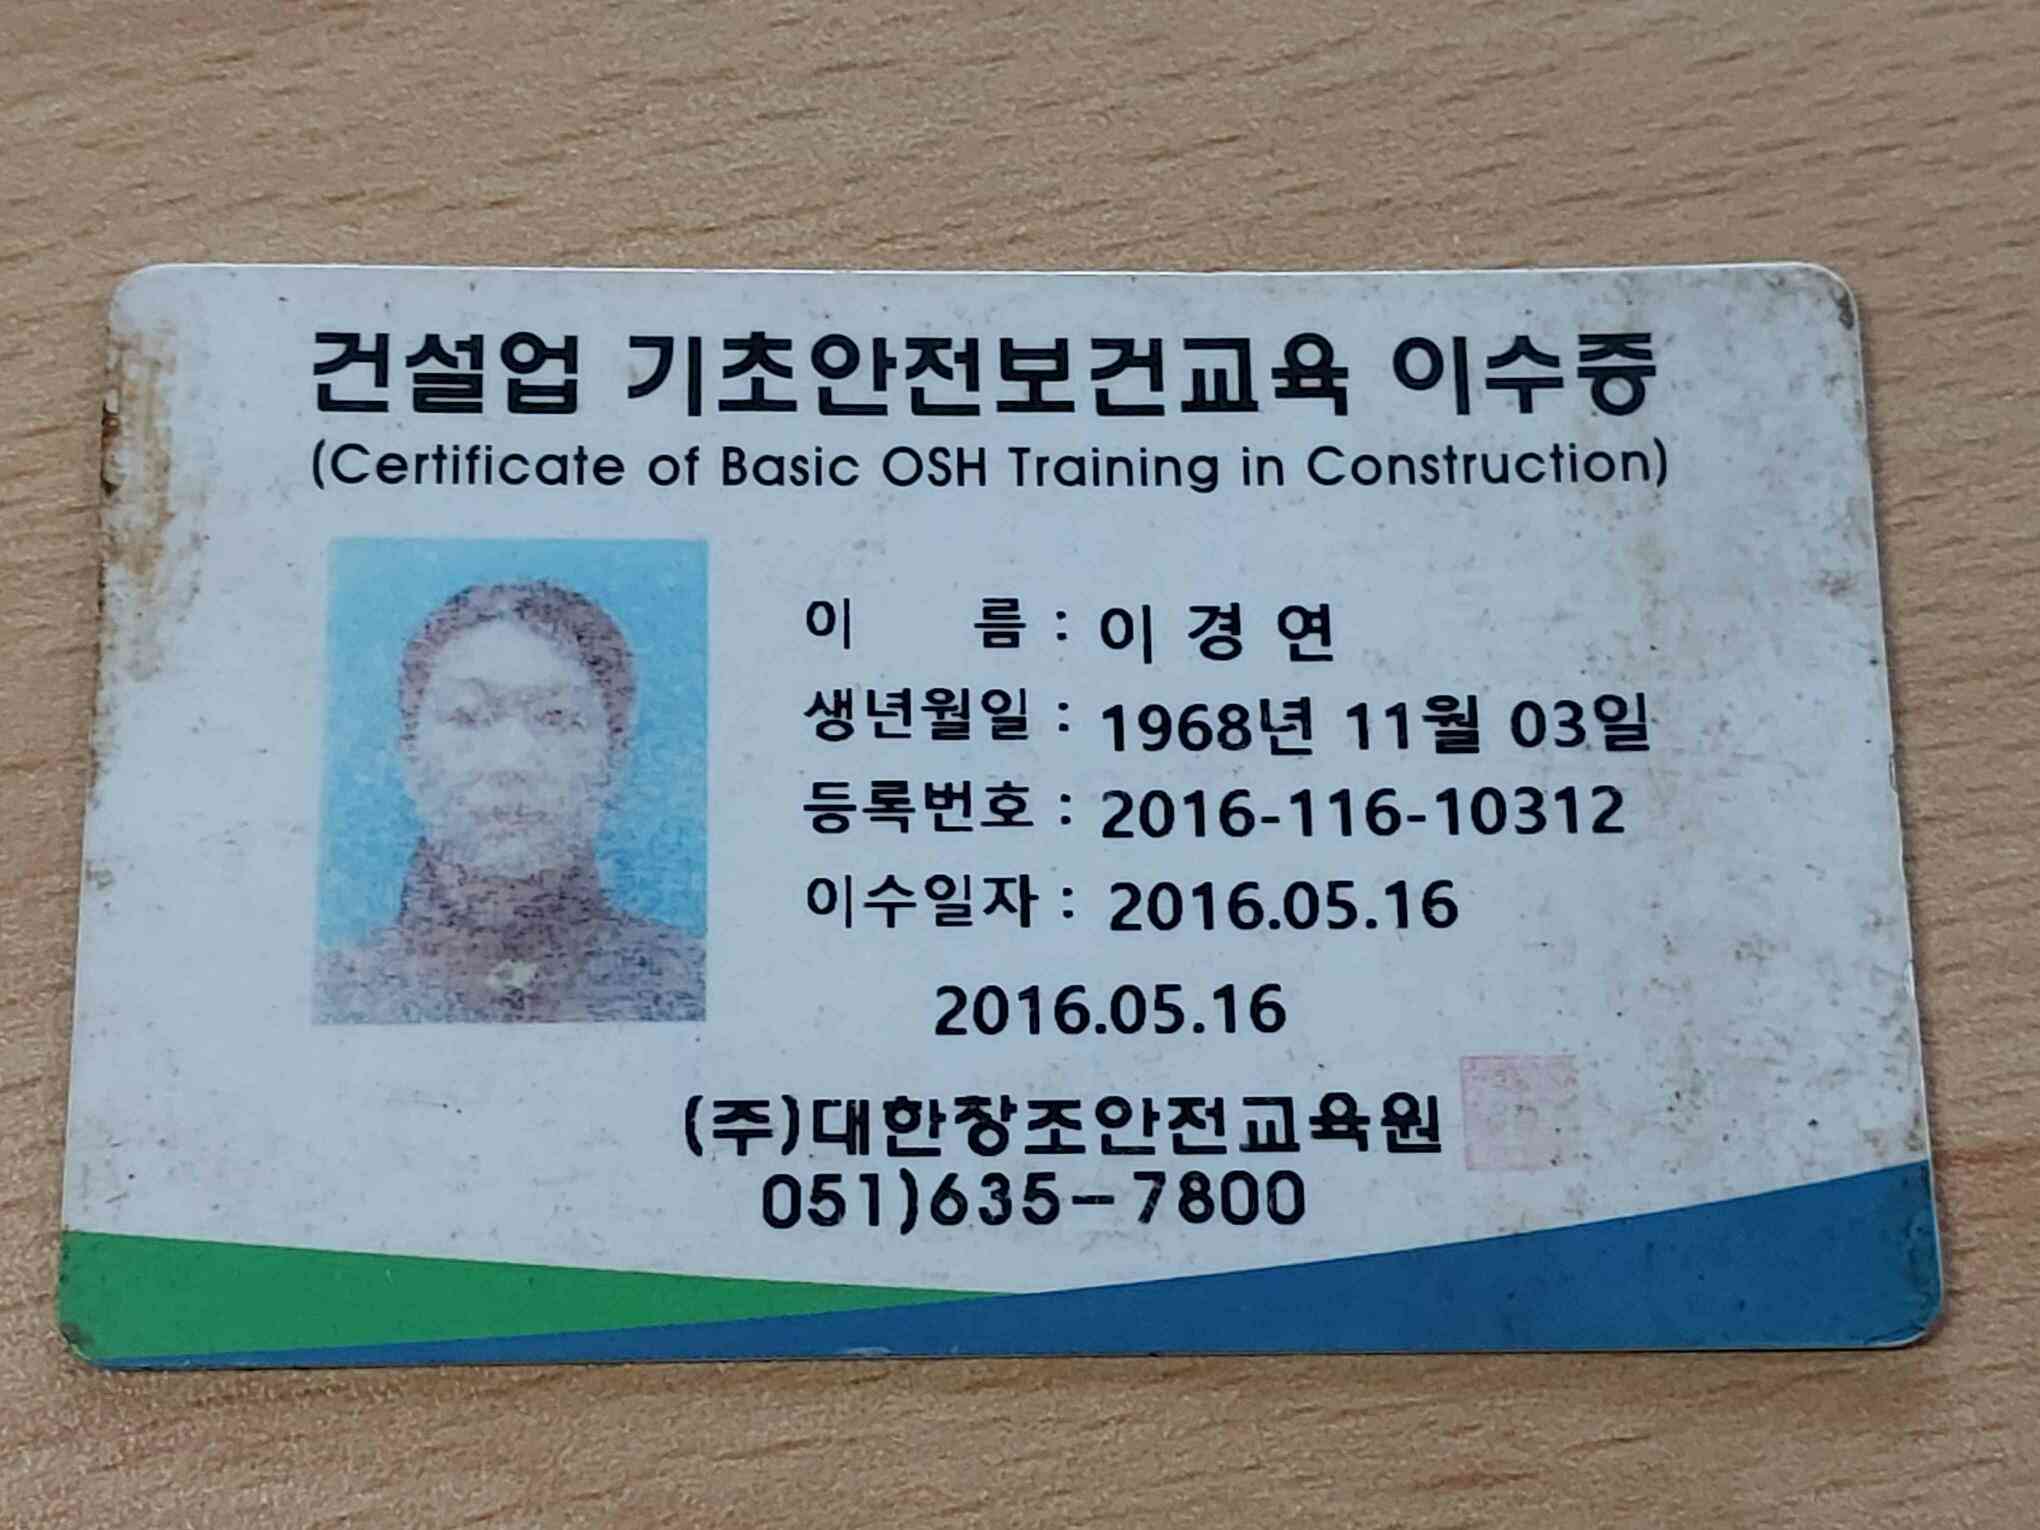 건설업 기초안전보건교육 이수증
(Certificate of Basic OSH Training in Construction)
이 름 : 이 경 연
생년월일 : 1968년 11월 03일
등록번호 : 2016-116-10312
이수일자 : 2016.05.16
2016.05.16
(주)대한창조안전교육원
051)635-7800